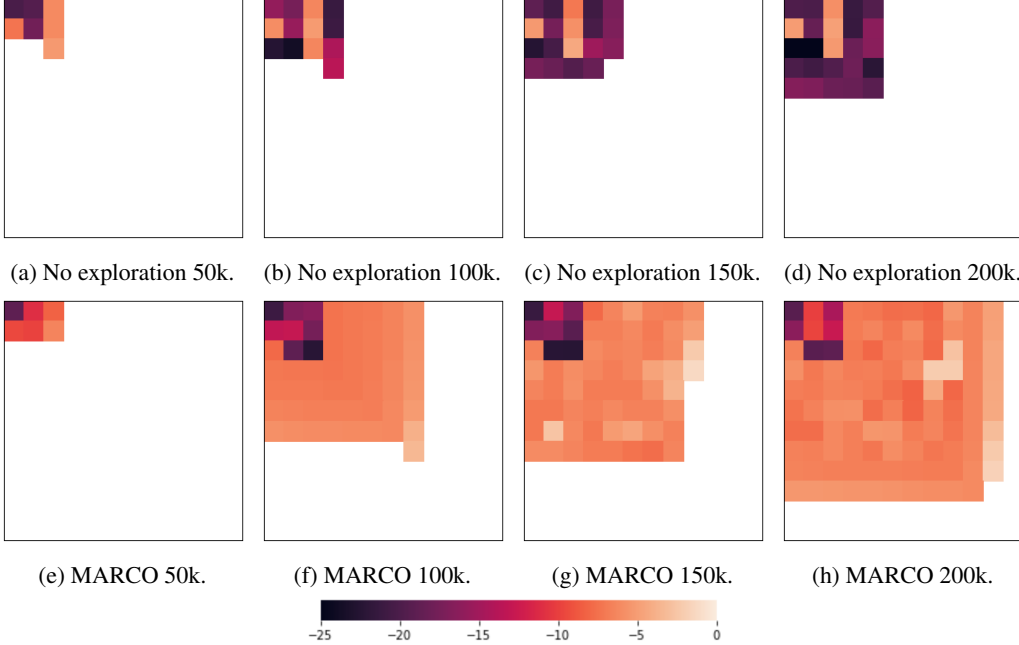 (a) No exploration 50k. (b) No exploration 100k. (c) No exploration 150k. (d) No exploration 200k.
(e) MARCO 50k. (f) MARCO 100k. (g) MARCO 150k. (h) MARCO 200k.
−25 −20 −15 −10 −5 0